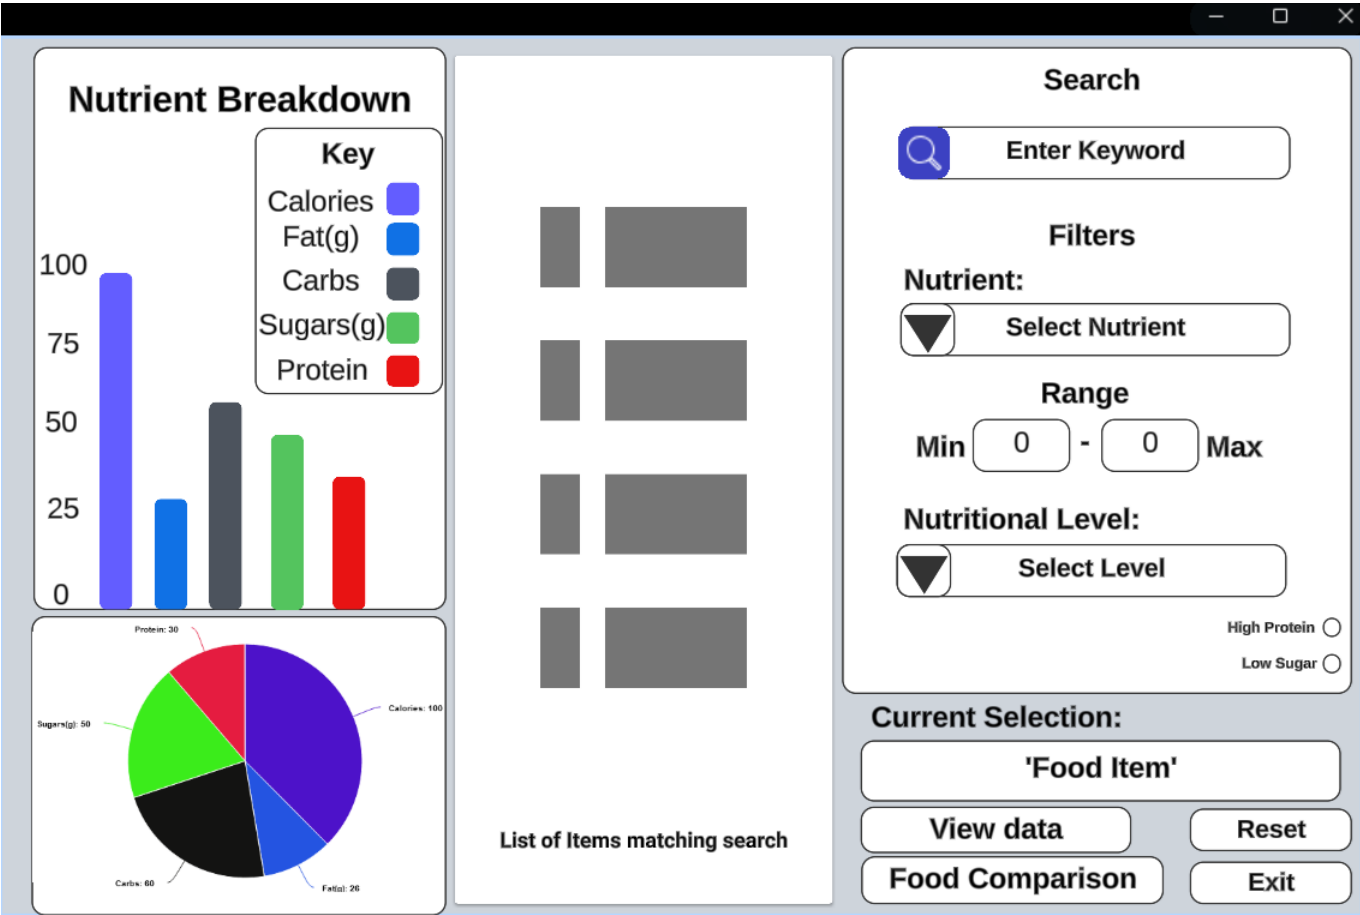 Nutrient Breakdown
Key
Calories
Fat(g)
Carbs
Sugars(g)
Protein
100
75
50
25
0
Protein: 30
Calories: 100
Sugars(g): 50
Carbs: 60
Fat(g): 26
List of Items matching search
Search
Enter Keyword
Filters
Nutrient:
Select Nutrient
Range
Min 0 - 0 Max
Nutritional Level:
Select Level
High Protein
Low Sugar
Current Selection:
'Food Item'
View data
Reset
Food Comparison
Exit